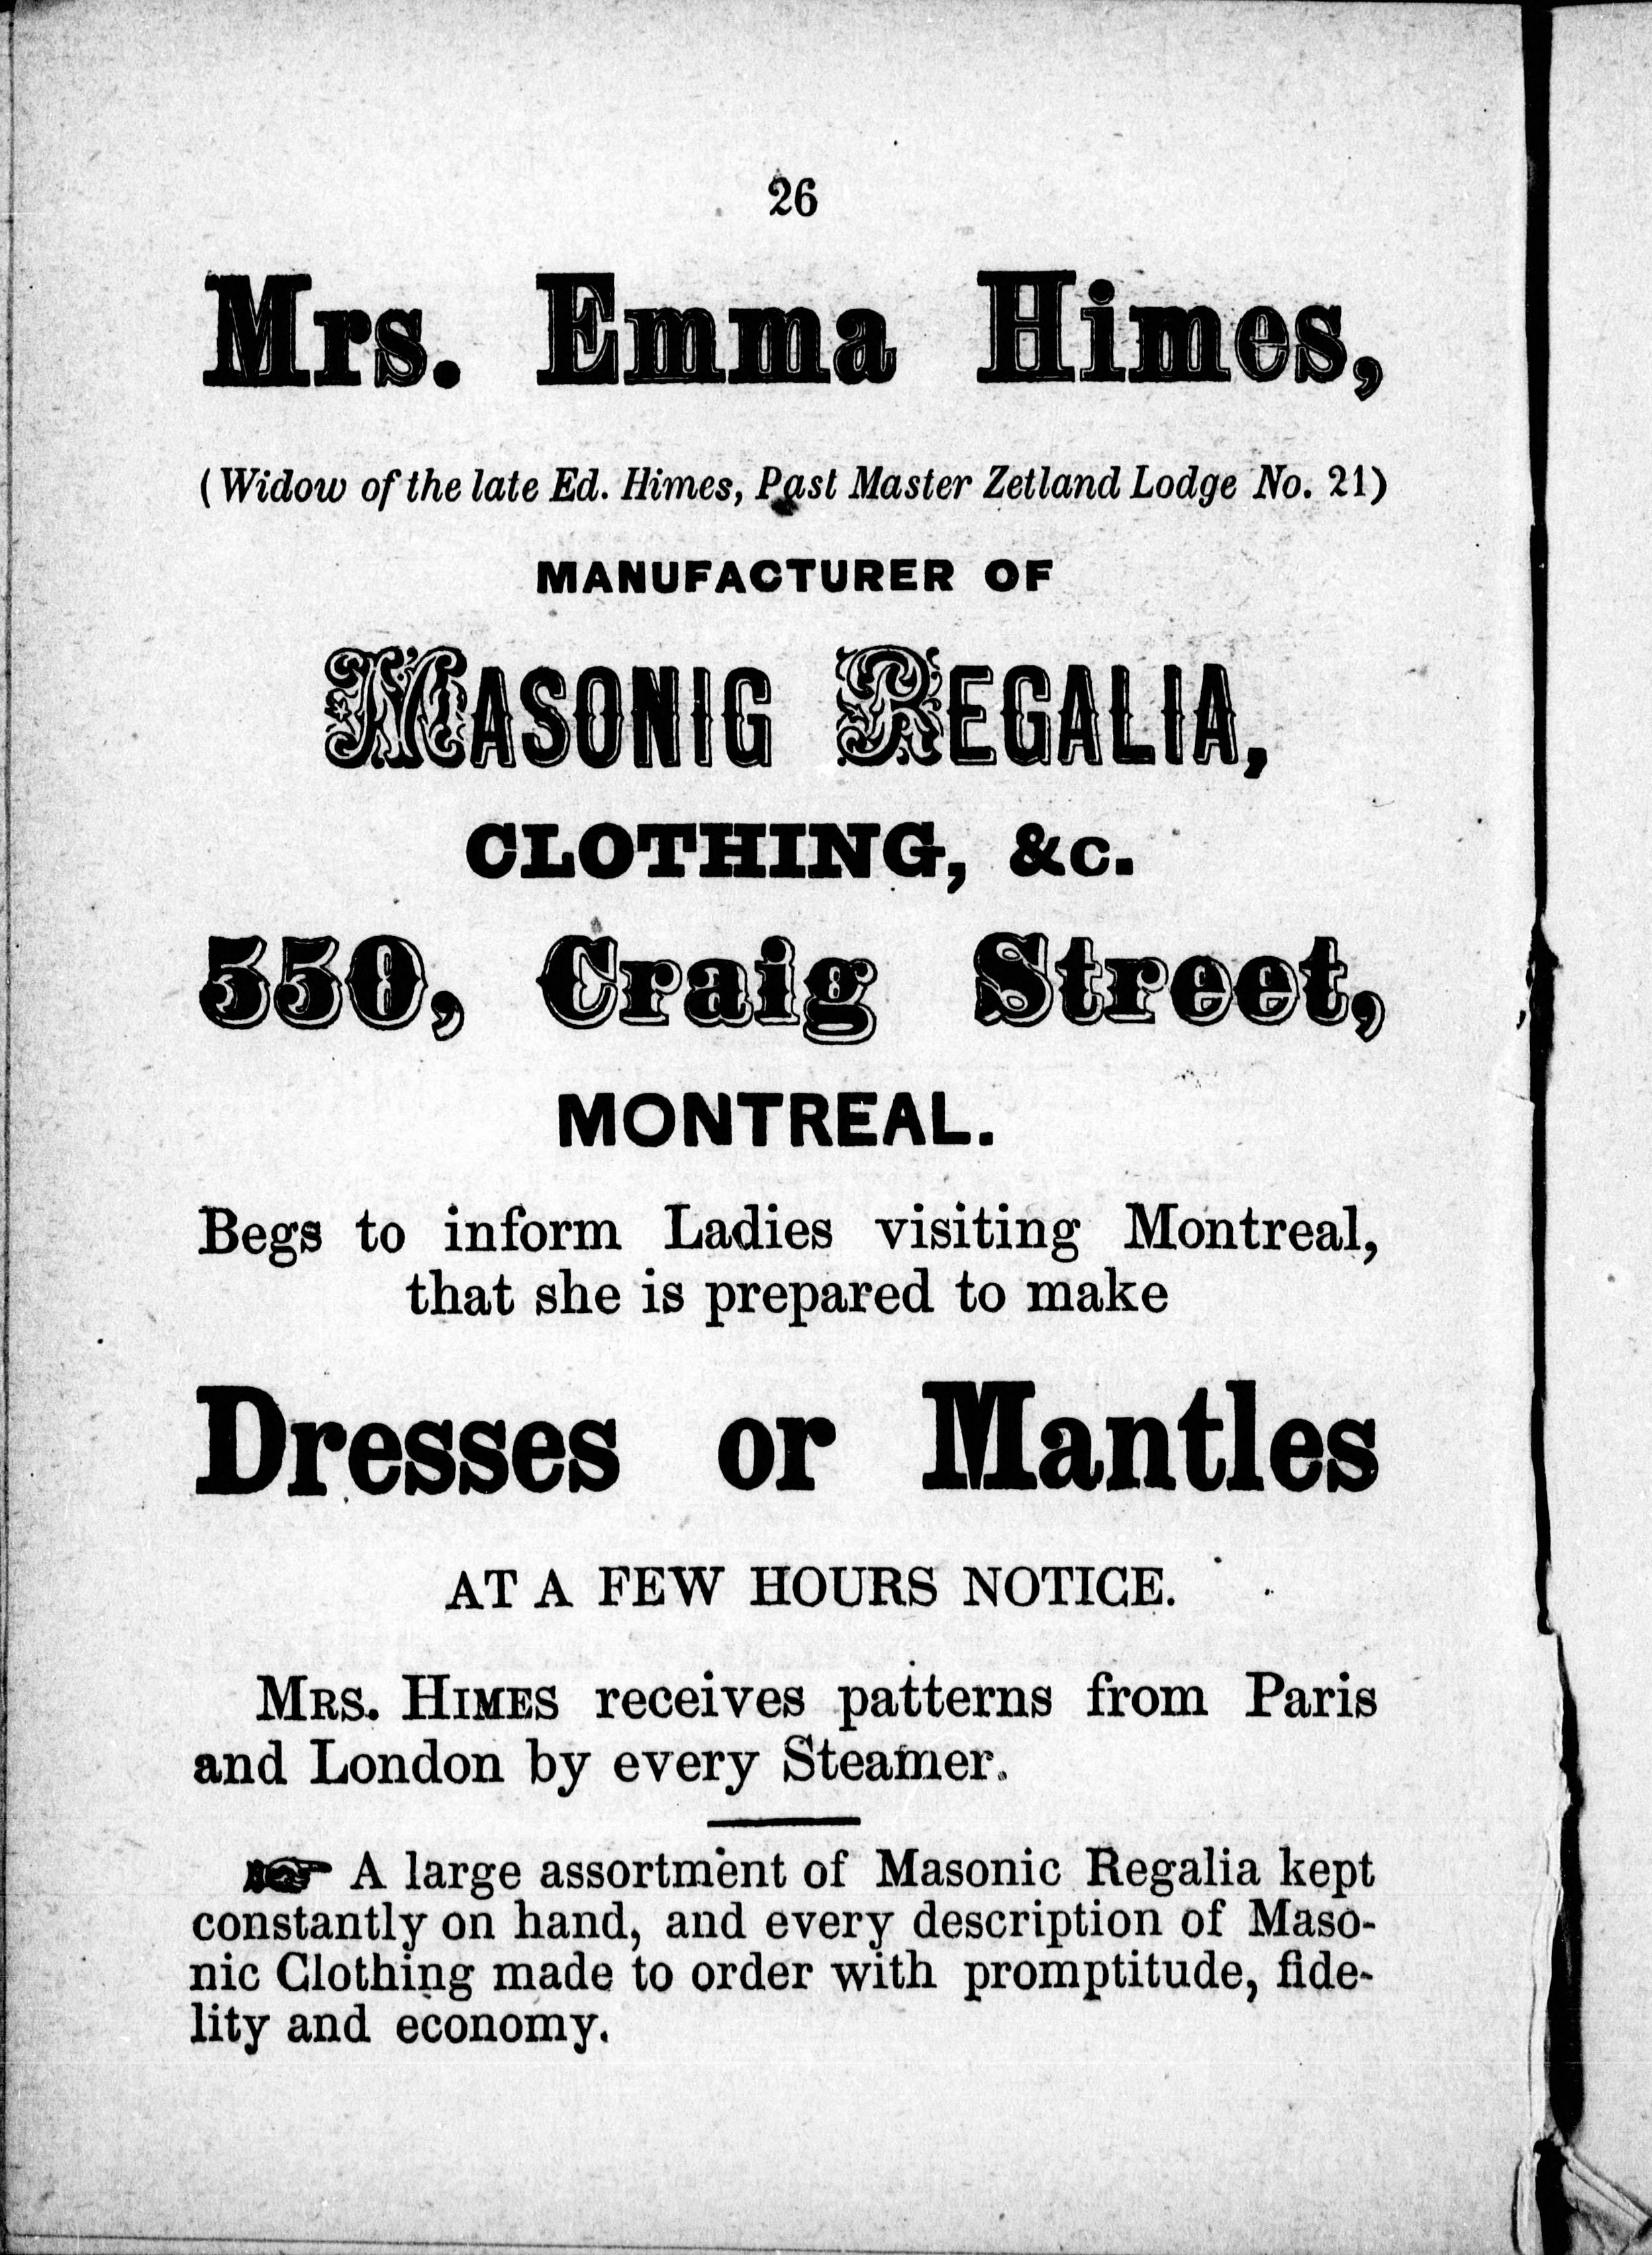 26
Mrs. Emma Himes,
(Widow of the late Ed. Himes, Past Master Zetland Lodge No. 21)
MANUFACTURER OF
MASONIC REGALIA,
CLOTHING, &c.
550, Craig Street,
MONTREAL.
Begs to inform Ladies visiting Montreal,
that she is prepared to make
Dresses or Mantles
AT A FEW HOURS NOTICE.
MRS. HIMES receives patterns from Paris
and London by every Steamer.
☞ A large assortment of Masonic Regalia kept
constantly on hand, and every description of Maso-
nic Clothing made to order with promptitude, fide-
lity and economy.